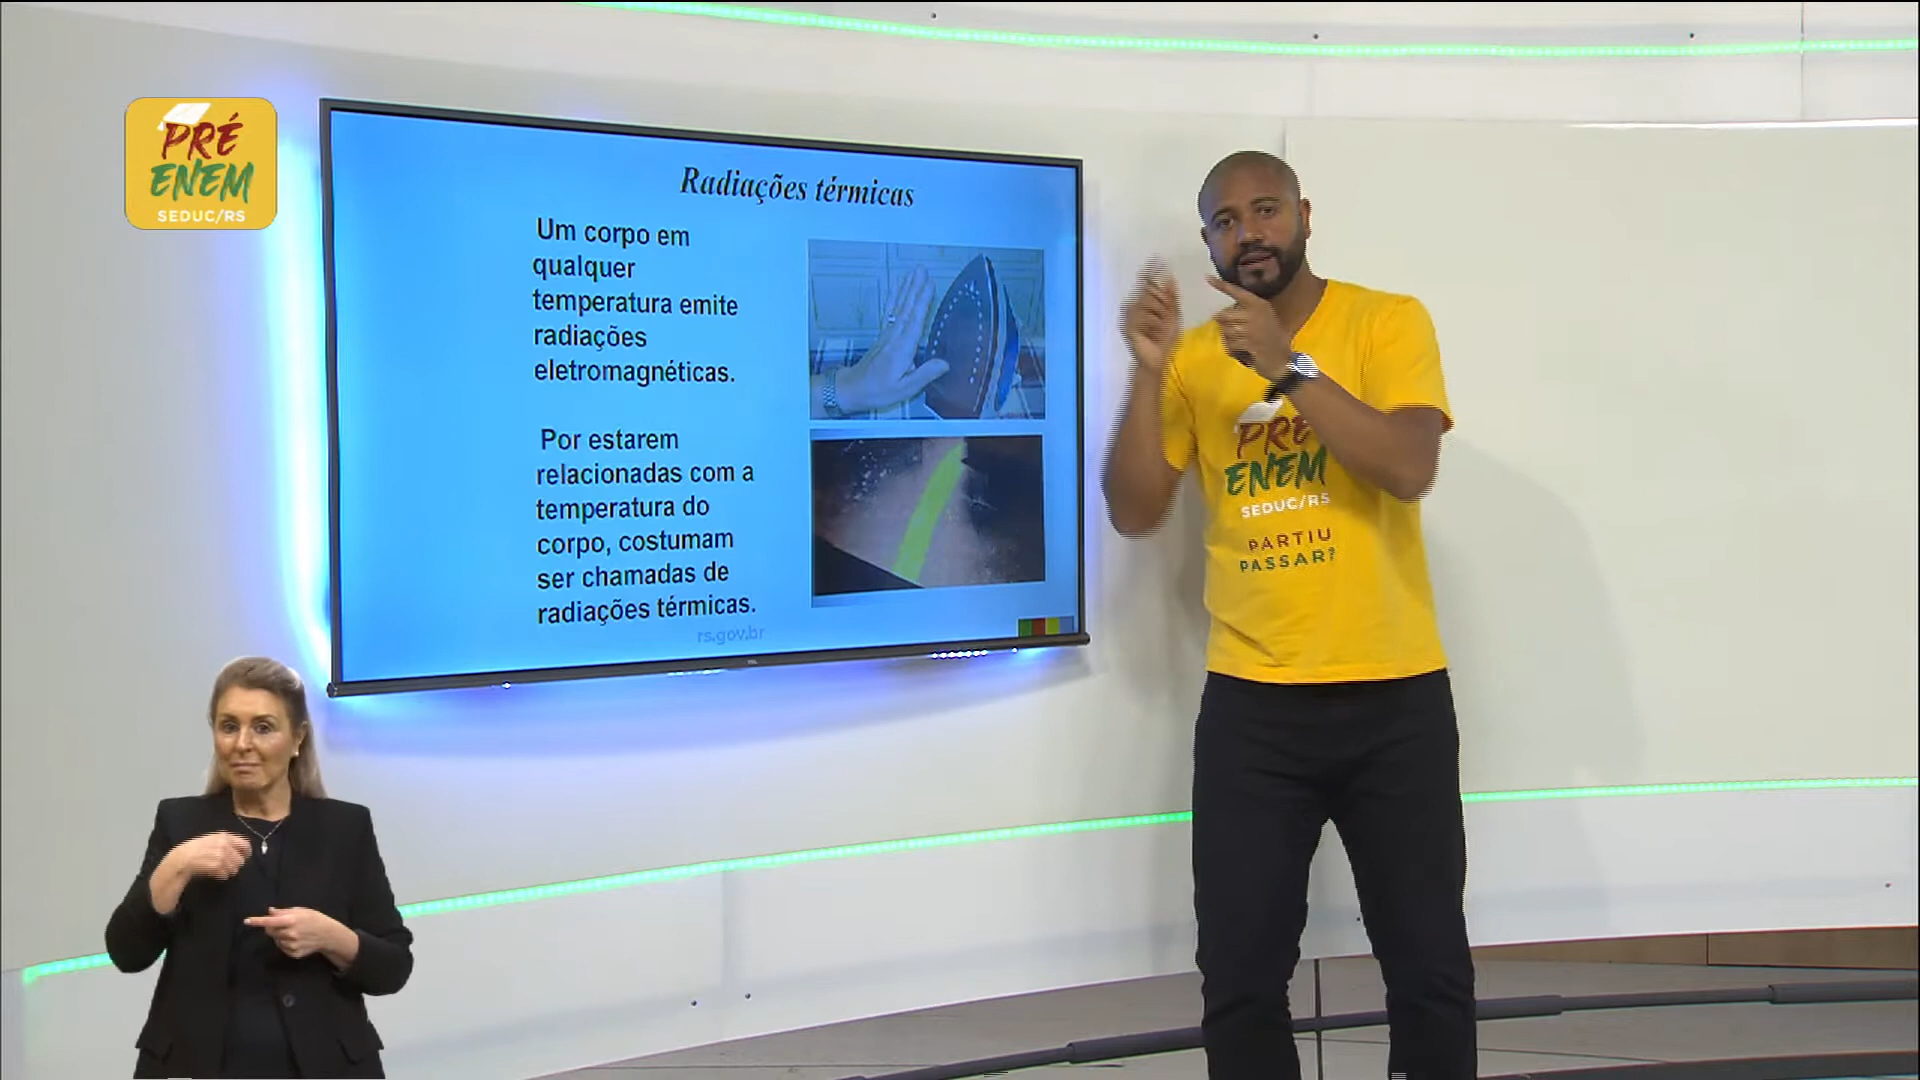 PRÉ
ENEM
SEDUC/RS
Radiações térmicas
Um corpo em
qualquer
temperatura emite
radiações
eletromagnéticas.
Por estarem
relacionadas com a
temperatura do
corpo, costumam
ser chamadas de
radiações térmicas.
rs.gov.br
TCL
PRÉ
ENEM
SEDUC/RS
PARTIU
PASSAR?